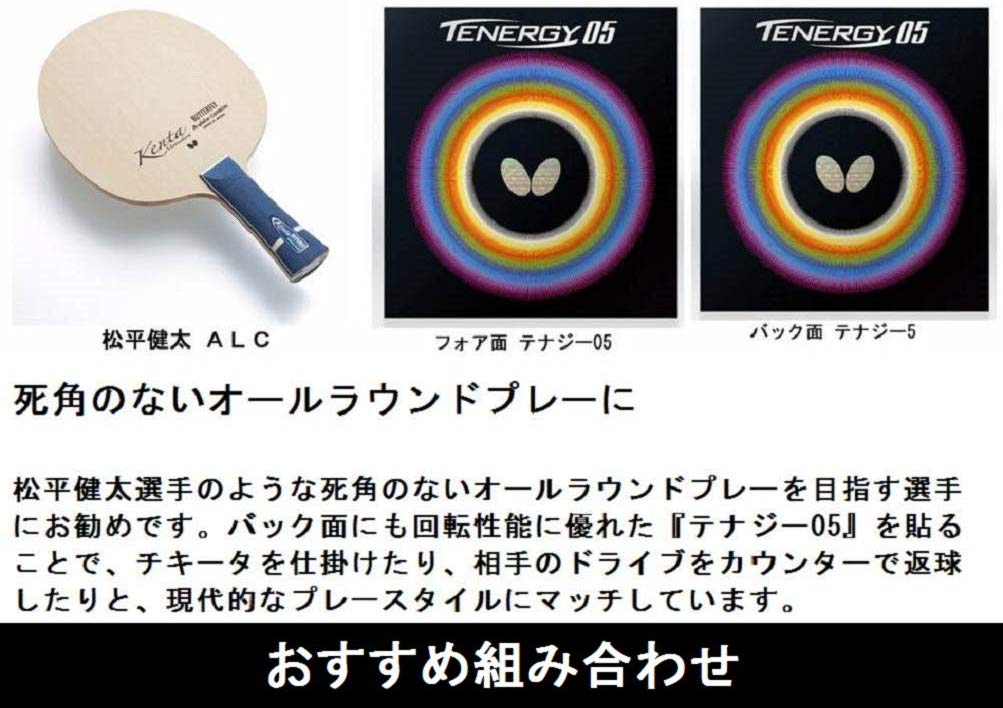 TENERGY 05
TENERGY 05
Kenta
BUTTERFLY
松平健太 ALC
フォア面 テナジー05
バック面 テナジー5
死角のないオールラウンドプレーに
松平健太選手のような死角のないオールラウンドプレーを目指す選手
にお勧めです。バック面にも回転性能に優れた『テナジー05』を貼る
ことで、チキータを仕掛けたり、相手のドライブをカウンターで返球
したりと、現代的なプレースタイルにマッチしています。
おすすめ組み合わせ